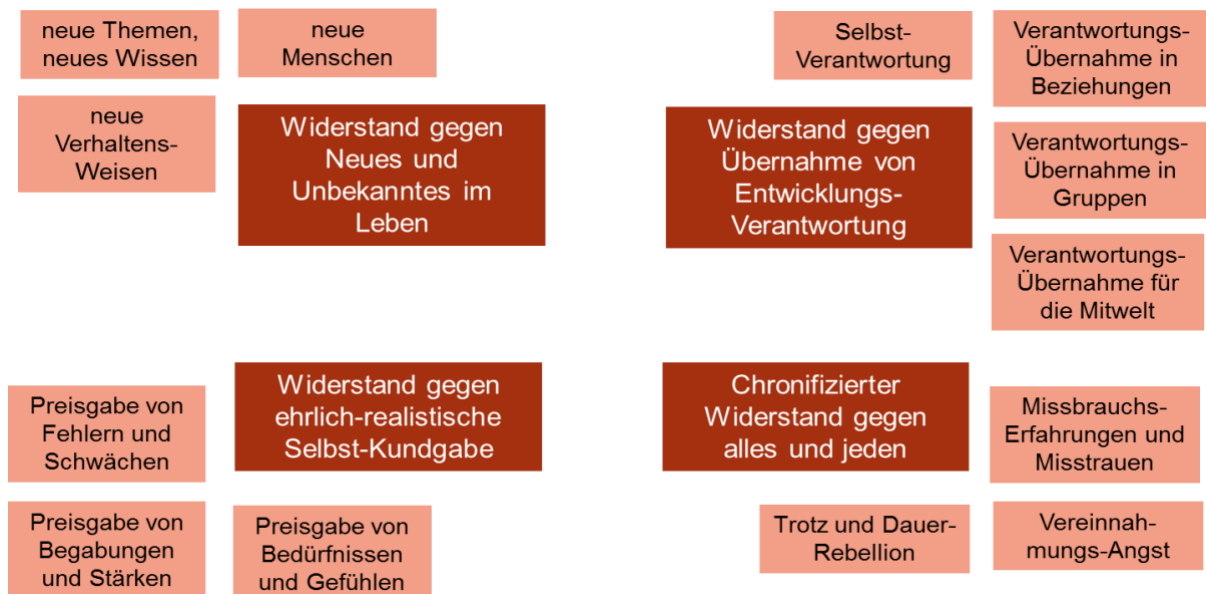 neue Themen,
neues Wissen
neue
Menschen
neue
Verhaltens-
Weisen
Widerstand gegen
Neues und
Unbekanntes im
Leben
Selbst-
Verantwortung
Verantwortungs-
Übernahme in
Beziehungen
Widerstand gegen
Übernahme von
Entwicklungs-
Verantwortung
Verantwortungs-
Übernahme in
Gruppen
Verantwortungs-
Übernahme für
die Mitwelt
Preisgabe von
Fehlern und
Schwächen
Widerstand gegen
ehrlich-realistische
Selbst-Kundgabe
Preisgabe von
Begabungen
und Stärken
Preisgabe von
Bedürfnissen
und Gefühlen
Chronifizierter
Widerstand gegen
alles und jeden
Missbrauchs-
Erfahrungen und
Misstrauen
Trotz und Dauer-
Rebellion
Vereinnah-
mungs-Angst